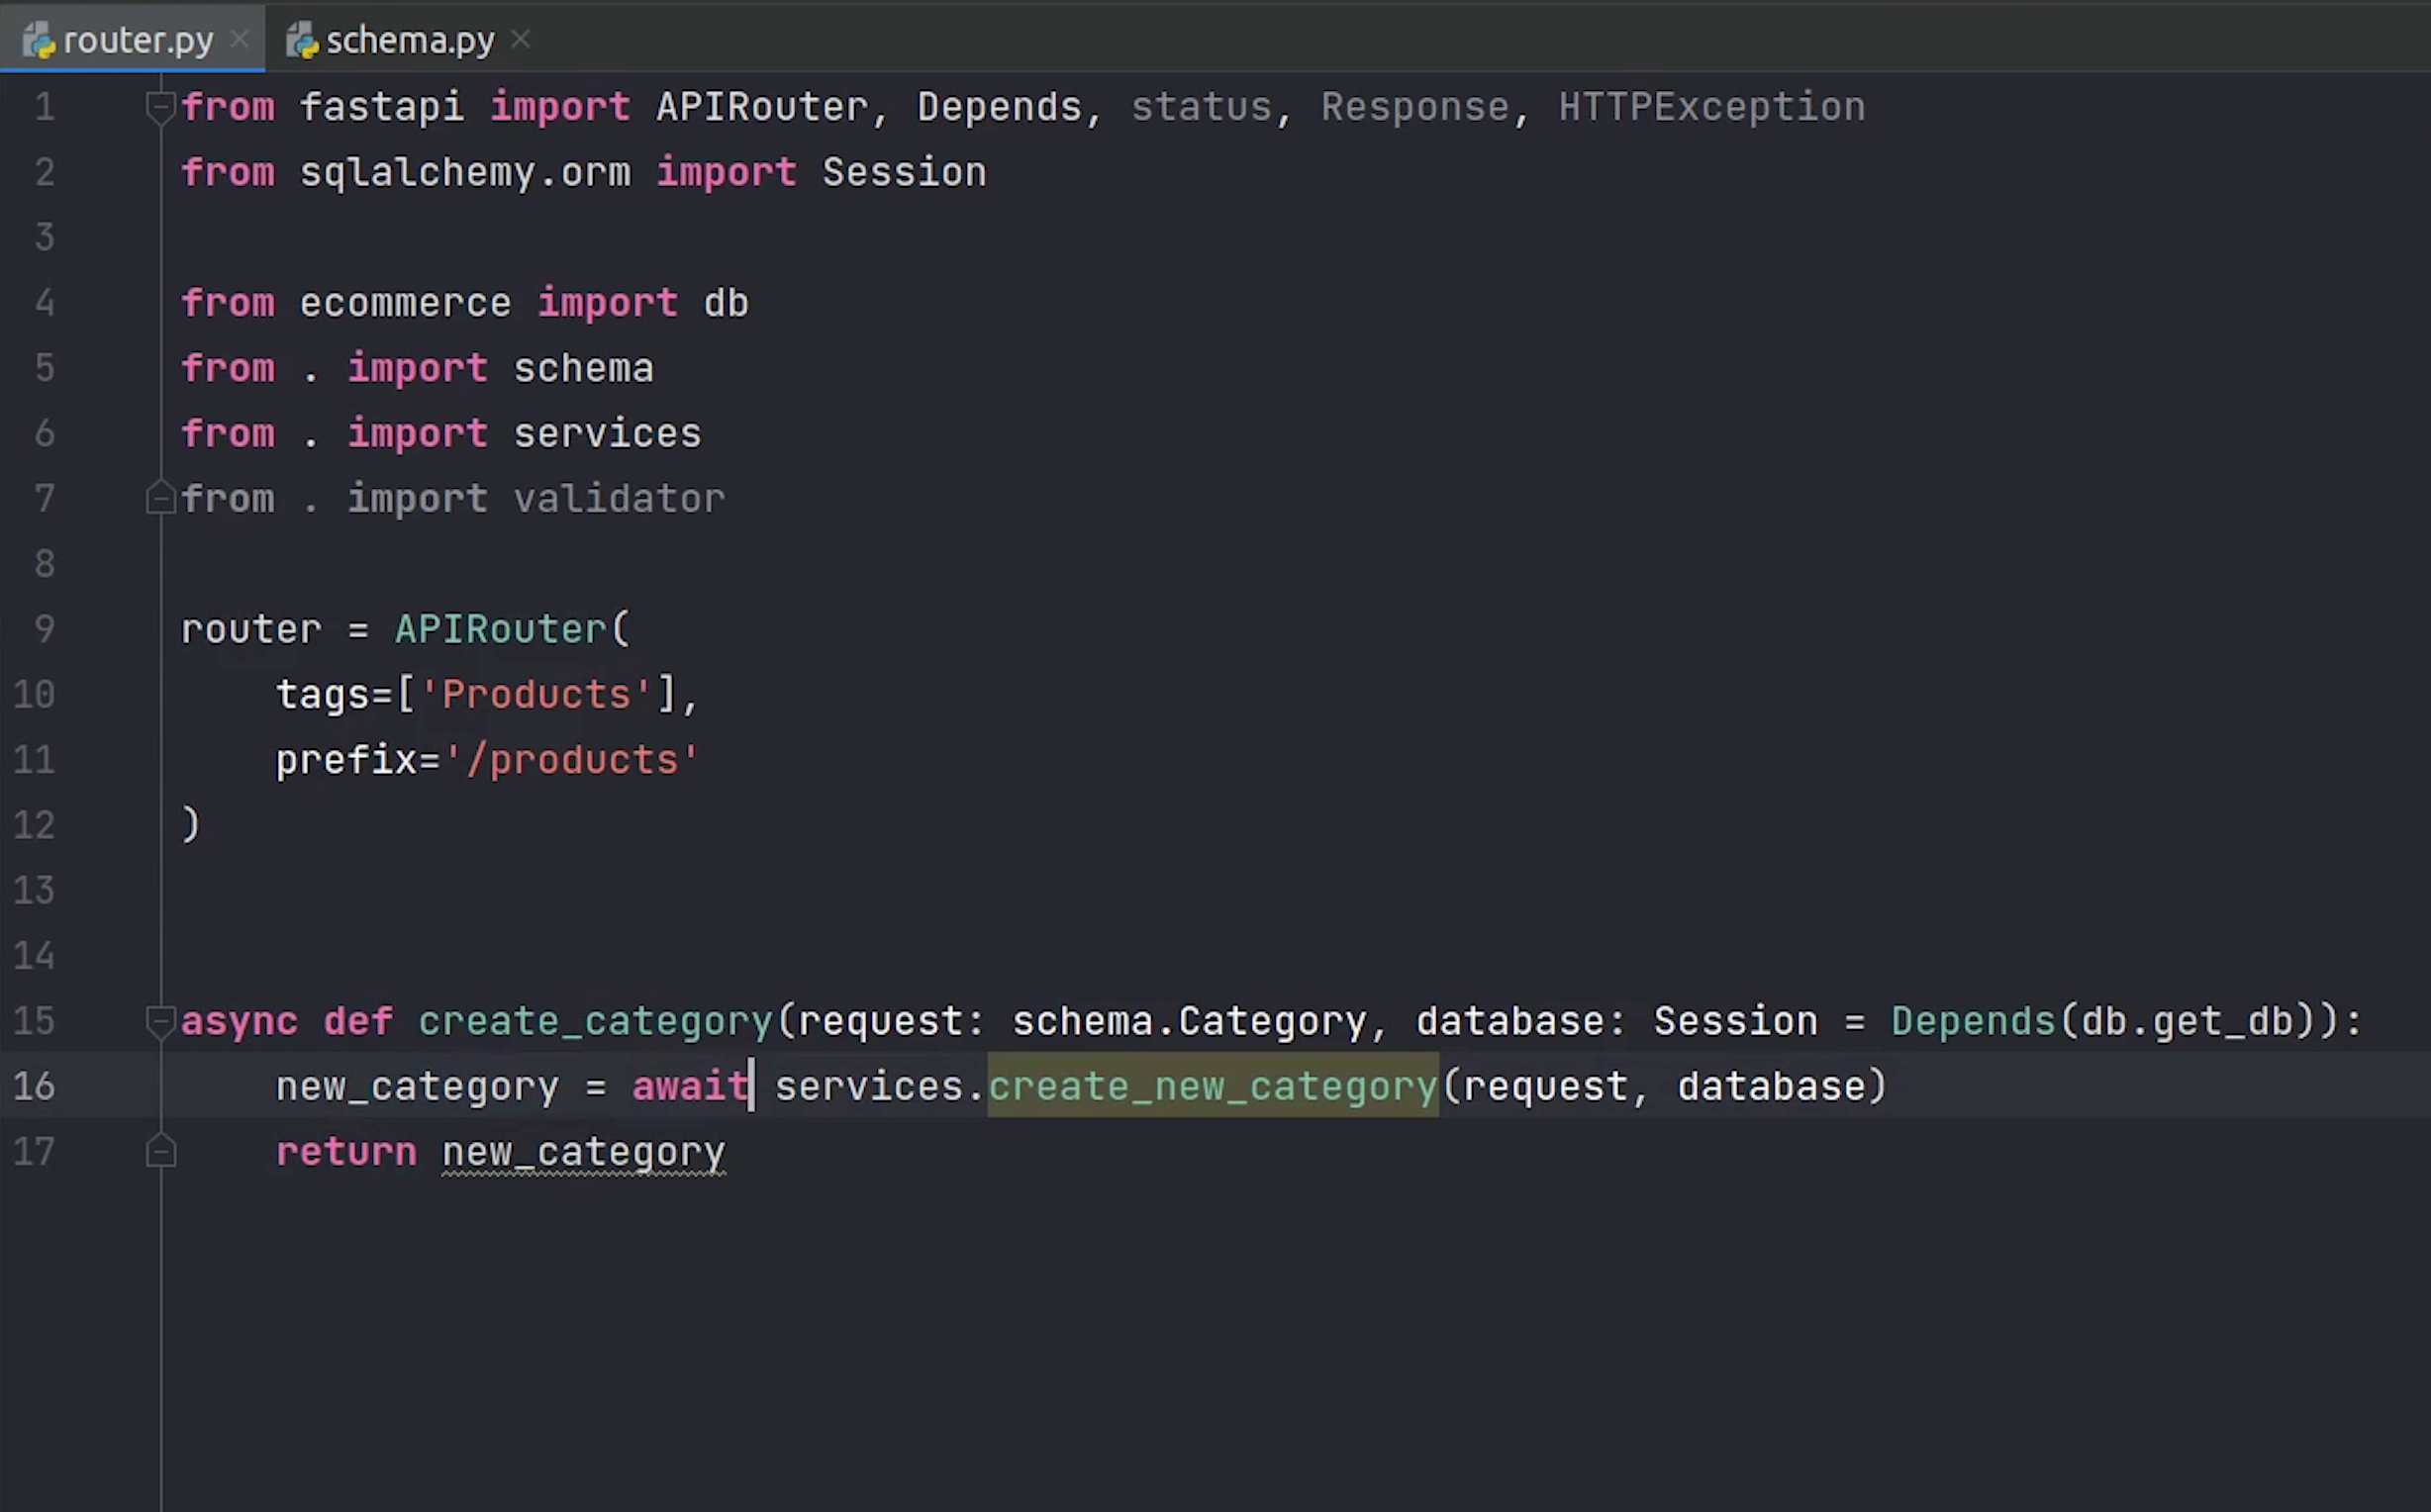 router.py
schema.py
1 from fastapi import APIRouter, Depends, status, Response, HTTPException
2 from sqlalchemy.orm import Session
3
4 from ecommerce import db
5 from . import schema
6 from . import services
7 from . import validator
8
9 router = APIRouter(
10     tags=['Products'],
11     prefix='/products'
12 )
13
14
15 async def create_category(request: schema.Category, database: Session = Depends(db.get_db)):
16     new_category = await services.create_new_category(request, database)
17     return new_category